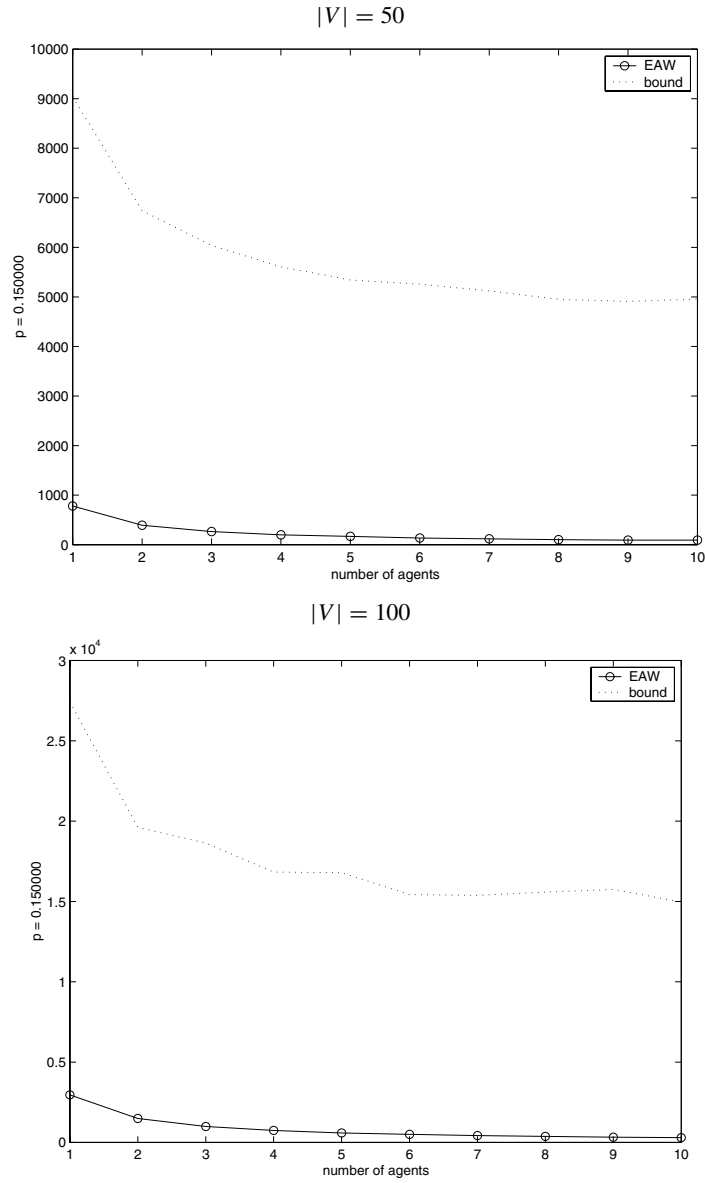 |V| = 50
10000
9000
8000
7000
6000
5000
4000
3000
2000
1000
0
p = 0.150000
EAW
bound
1 2 3 4 5 6 7 8 9 10
number of agents
|V| = 100
x 10^4
3
2.5
2
1.5
1
0.5
0
p = 0.150000
EAW
bound
1 2 3 4 5 6 7 8 9 10
number of agents